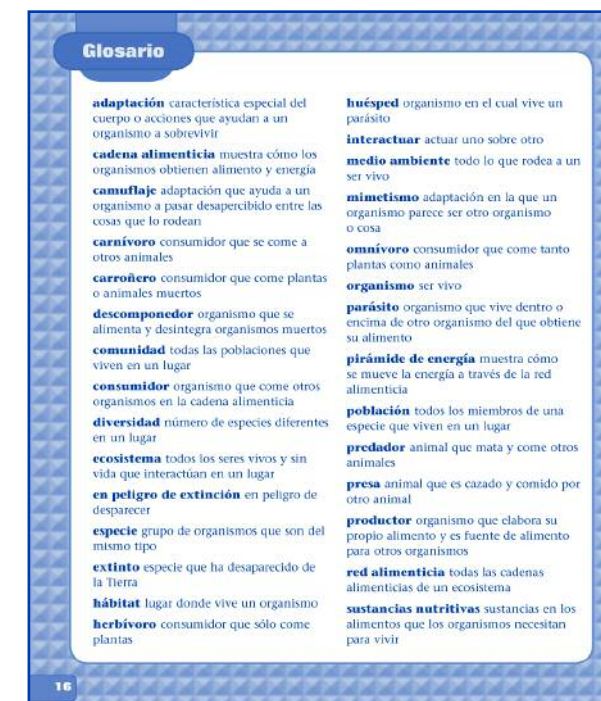 Glosario
adaptación característica especial del
cuerpo o acciones que ayudan a un
organismo a sobrevivir
cadena alimenticia muestra cómo los
organismos obtienen alimento y energía
camuflaje adaptación que ayuda a un
organismo a pasar desapercibido entre las
cosas que lo rodean
carnívoro consumidor que se come a
otros animales
carroñero consumidor que come plantas
o animales muertos
descomponedor organismo que se
alimenta y desintegra organismos muertos
comunidad todas las poblaciones que
viven en un lugar
consumidor organismo que come otros
organismos en la cadena alimenticia
diversidad número de especies diferentes
en un lugar
ecosistema todos los seres vivos y sin
vida que interactúan en un lugar
en peligro de extinción en peligro de
desparecer
especie grupo de organismos que son del
mismo tipo
extinto especie que ha desaparecido de
la Tierra
hábitat lugar donde vive un organismo
herbívoro consumidor que sólo come
plantas
huésped organismo en el cual vive un
parásito
interactuar actuar uno sobre otro
medio ambiente todo lo que rodea a un
ser vivo
mimetismo adaptación en la que un
organismo parece ser otro organismo
o cosa
omnívoro consumidor que come tanto
plantas como animales
organismo ser vivo
parásito organismo que vive dentro o
encima de otro organismo del que obtiene
su alimento
pirámide de energía muestra cómo
se mueve la energía a través de la red
alimenticia
población todos los miembros de una
especie que viven en un lugar
predador animal que mata y come otros
animales
presa animal que es cazado y comido por
otro animal
productor organismo que elabora su
propio alimento y es fuente de alimento
para otros organismos
red alimenticia todas las cadenas
alimenticias de un ecosistema
sustancias nutritivas sustancias en los
alimentos que los organismos necesitan
para vivir
16